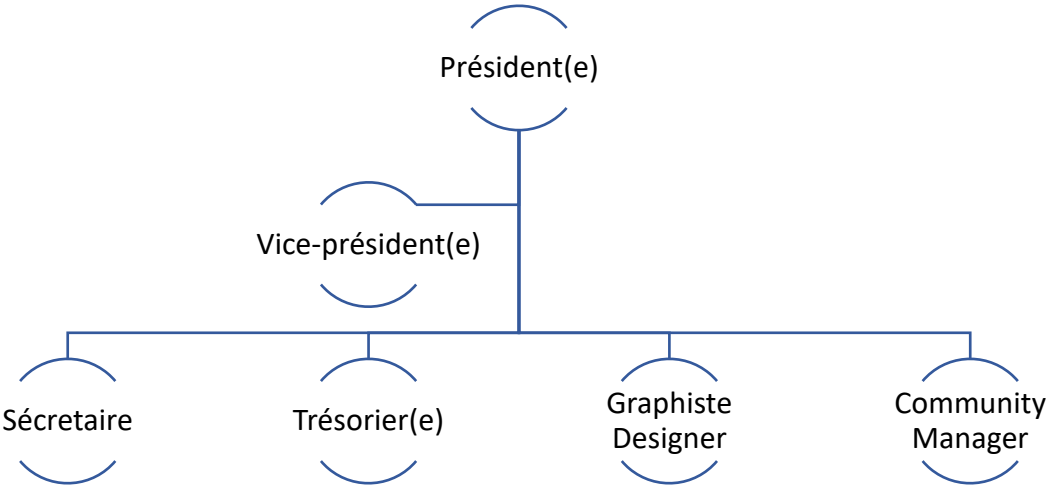 Président(e)
Vice-président(e)
Sécretaire
Trésorier(e)
Graphiste
Designer
Community
Manager